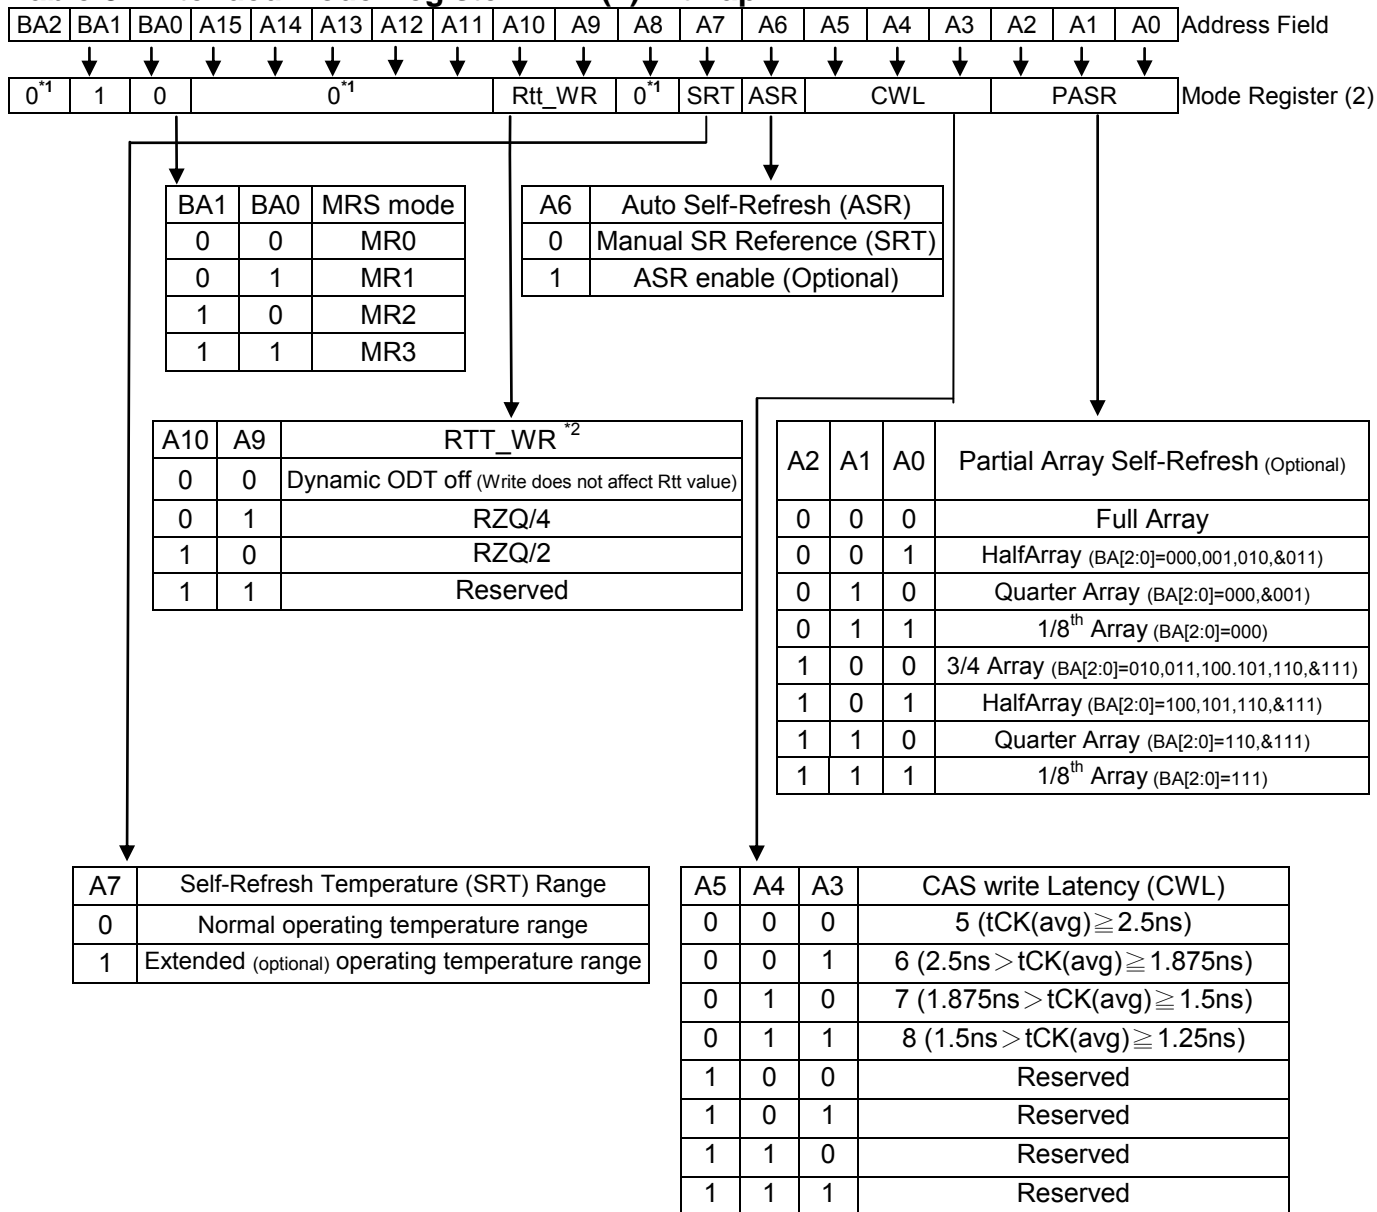 BA2 BA1 BA0 A15 A14 A13 A12 A11 A10 A9 A8 A7 A6 A5 A4 A3 A2 A1 A0 Address Field
0*1 1 0 0*1 Rtt_WR 0*1 SRT ASR CWL PASR Mode Register (2)
BA1 BA0 MRS mode
0 0 MR0
0 1 MR1
1 0 MR2
1 1 MR3
A6 Auto Self-Refresh (ASR)
0 Manual SR Reference (SRT)
1 ASR enable (Optional)
A10 A9 RTT_WR *2
0 0 Dynamic ODT off (Write does not affect Rtt value)
0 1 RZQ/4
1 0 RZQ/2
1 1 Reserved
A2 A1 A0 Partial Array Self-Refresh (Optional)
0 0 0 Full Array
0 0 1 HalfArray (BA[2:0]=000,001,010,&011)
0 1 0 Quarter Array (BA[2:0]=000,&001)
0 1 1 1/8th Array (BA[2:0]=000)
1 0 0 3/4 Array (BA[2:0]=010,011,100.101,110,&111)
1 0 1 HalfArray (BA[2:0]=100,101,110,&111)
1 1 0 Quarter Array (BA[2:0]=110,&111)
1 1 1 1/8th Array (BA[2:0]=111)
A7 Self-Refresh Temperature (SRT) Range
0 Normal operating temperature range
1 Extended (optional) operating temperature range
A5 A4 A3 CAS write Latency (CWL)
0 0 0 5 (tCK(avg)≧2.5ns)
0 0 1 6 (2.5ns>tCK(avg)≧1.875ns)
0 1 0 7 (1.875ns>tCK(avg)≧1.5ns)
0 1 1 8 (1.5ns>tCK(avg)≧1.25ns)
1 0 0 Reserved
1 0 1 Reserved
1 1 0 Reserved
1 1 1 Reserved